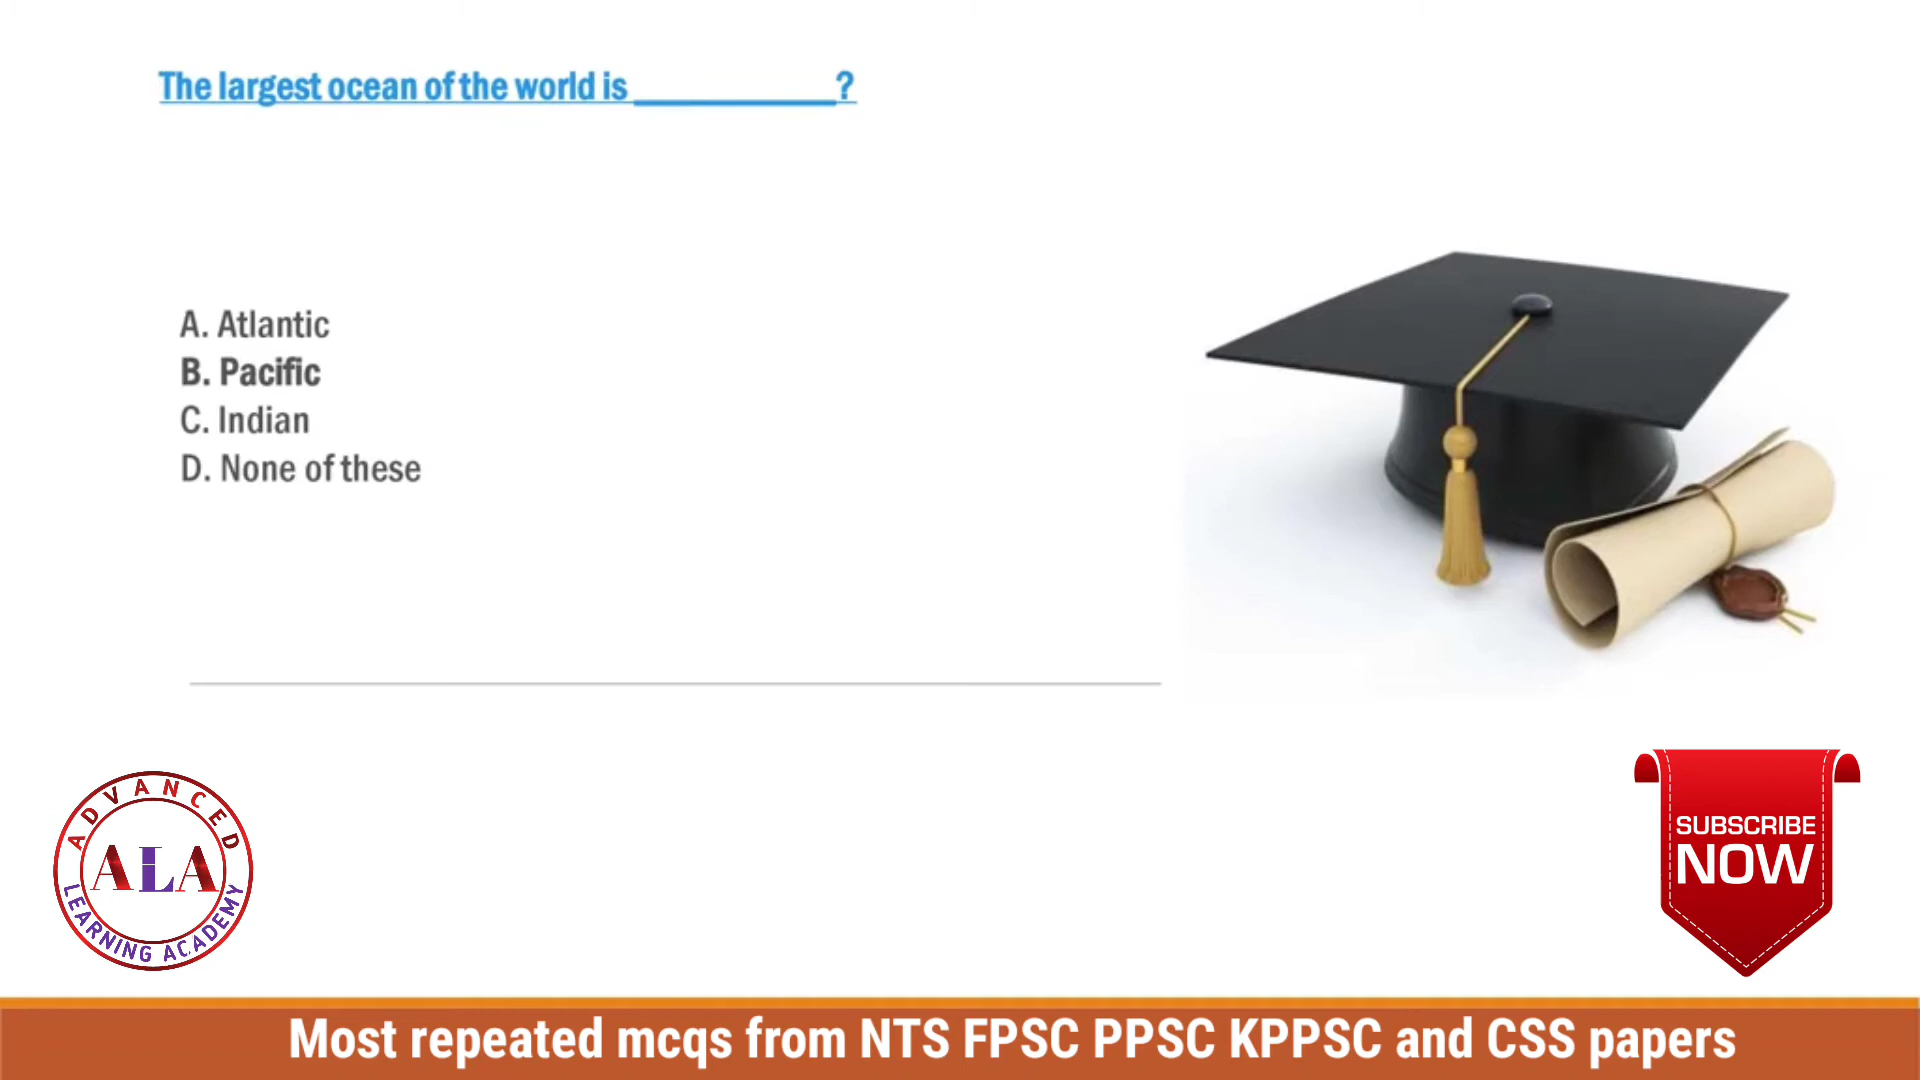 The largest ocean of the world is ____________?
A. Atlantic
B. Pacific
C. Indian
D. None of these
ADVANCED
ALA
LEARNING ACADEMY
SUBSCRIBE
NOW
Most repeated mcqs from NTS FPSC PPSC KPPSC and CSS papers